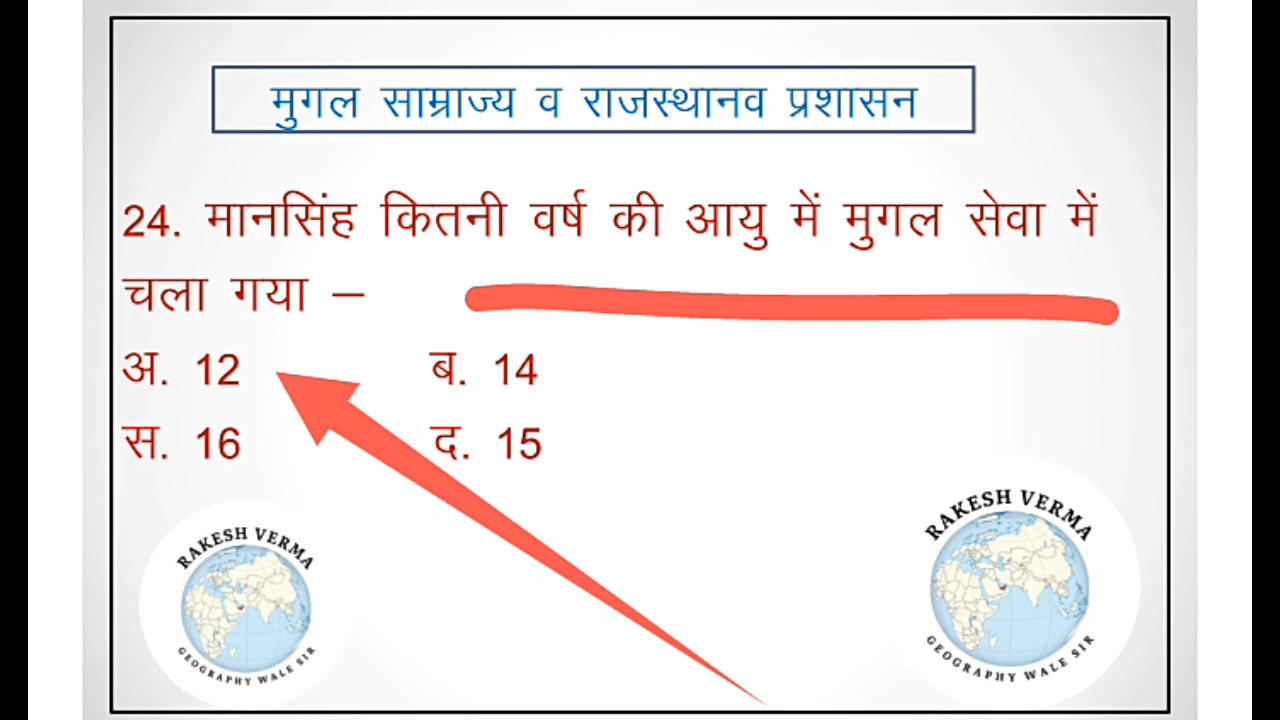 मुगल साम्राज्य व राजस्थानव प्रशासन
24. मानसिंह कितनी वर्ष की आयु में मुगल सेवा में
चला गया –
अ. 12 ब. 14
स. 16 द. 15
RAKESH VERMA
GEOGRAPHY WALE SIR
RAKESH VERMA
GEOGRAPHY WALE SIR